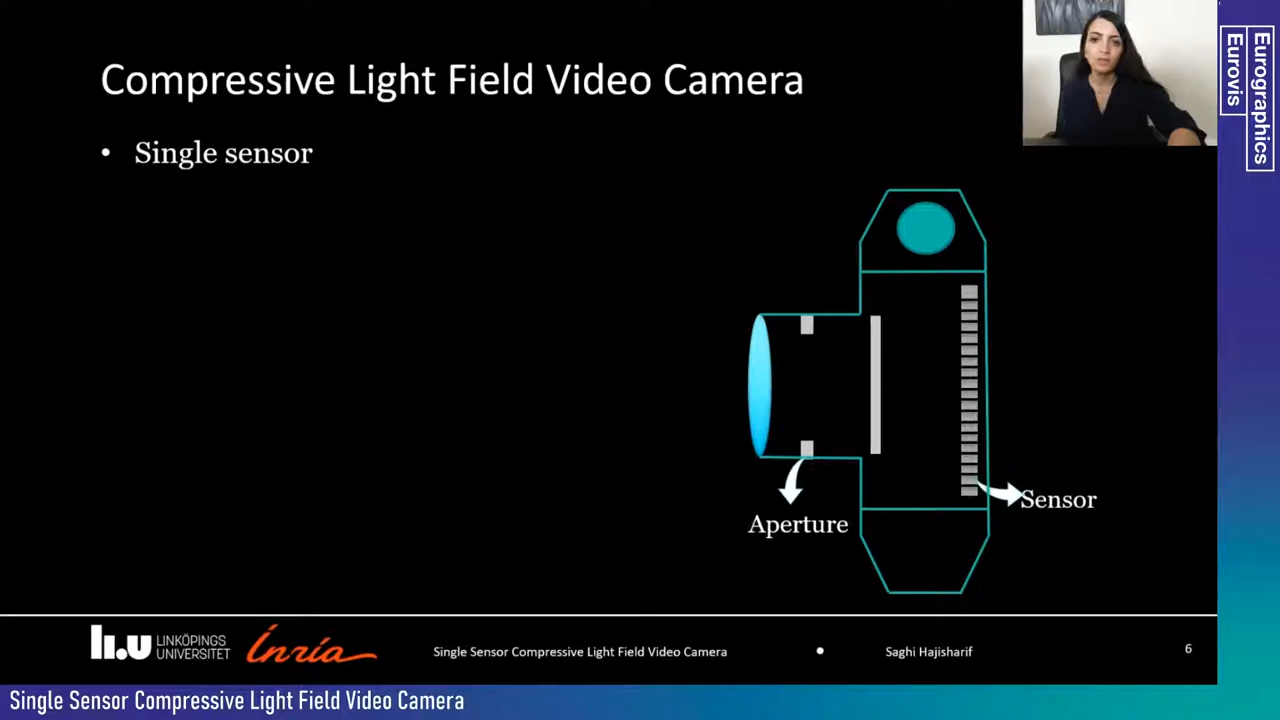 Compressive Light Field Video Camera
• Single sensor
Aperture
Sensor
LINKÖPINGS
UNIVERSITET
li.u
Inria
Single Sensor Compressive Light Field Video Camera
•
Saghi Hajisharif
6
Single Sensor Compressive Light Field Video Camera
Eurographics
Eurovis